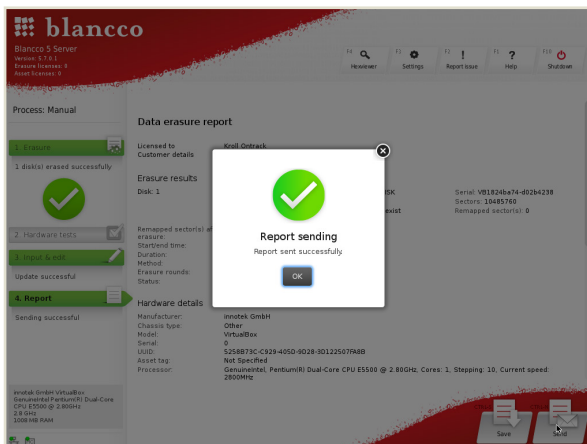 blancco
Blancco 5 Server
Version: 5.7.0.1
Erasure licenses: 0
Asset licenses: 0
F4
Hexviewer
F3
Settings
F2
Report issue
F1
Help
F10
Shutdown
Process: Manual
Data erasure report
1. Erasure
1 disk(s) erased successfully
2. Hardware tests
3. Input & edit
Update successful
4. Report
Sending successful
Licensed to Kroll Ontrack
Customer details
Erasure results
Disk: 1
ISK
Serial: VB1824ba74-d02b4238
Sectors: 10485760
exist
Remapped sector(s): 0
Remapped sector(s) af
erasure:
Start/end time:
Duration:
Method:
Erasure rounds:
Status:
Report sending
Report sent successfully.
OK
Hardware details
Manufacturer: innotek GmbH
Chassis type: Other
Model: VirtualBox
Serial: 0
UUID: 5258B73C-C929-405D-9D28-3D122507FA8B
Asset tag: Not Specified
Processor: GenuineIntel, Pentium(R) Dual-Core CPU E5500 @ 2.80GHz, Cores: 1, Stepping: 10, Current speed:
2800MHz
innotek GmbH VirtualBox
GenuineIntel Pentium(R) Dual-Core
CPU E5500 @ 2.80GHz
2.8 GHz
1008 MB RAM
Save
Send